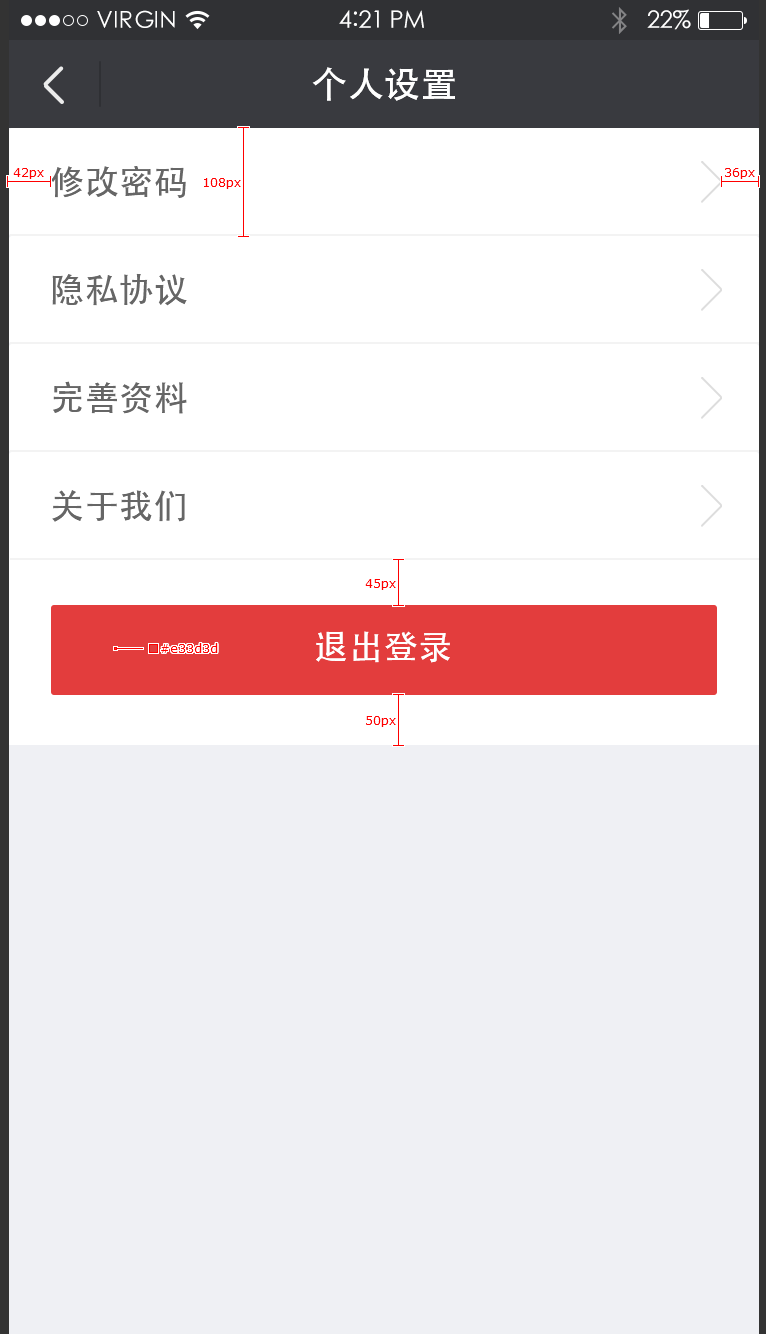 VIRGIN 4:21 PM 22%
个人设置
42px 修改密码 108px 36px
隐私协议
完善资料
关于我们
45px
#e33d3d 退出登录
50px